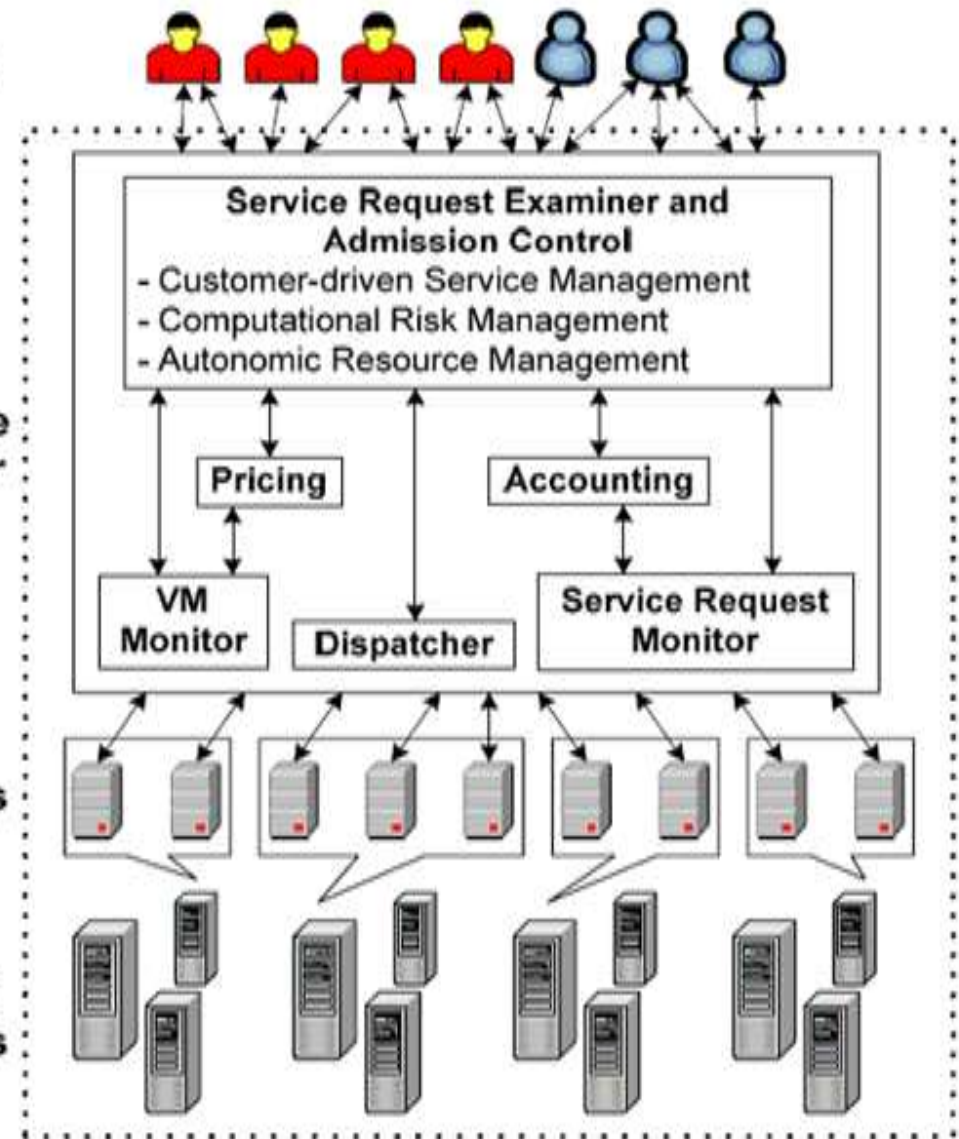 Service Request Examiner and
Admission Control
- Customer-driven Service Management
- Computational Risk Management
- Autonomic Resource Management
Pricing
Accounting
VM
Monitor
Dispatcher
Service Request
Monitor